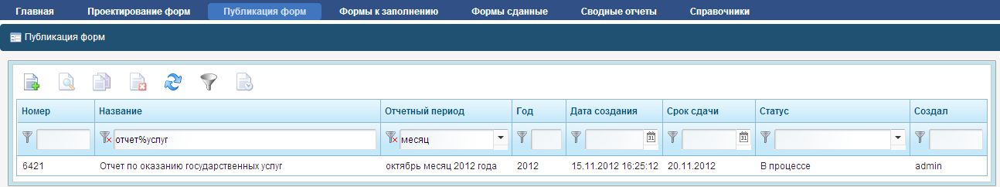 Главная Проектирование форм Публикация форм Формы к заполнению Формы сданные Сводные отчеты Справочники
Публикация форм
Номер Название Отчетный период Год Дата создания Срок сдачи Статус Создал
отчет%услуг месяц 31 31
6421 Отчет по оказанию государственных услуг октябрь месяц 2012 года 2012 15.11.2012 16:25:12 20.11.2012 В процессе admin